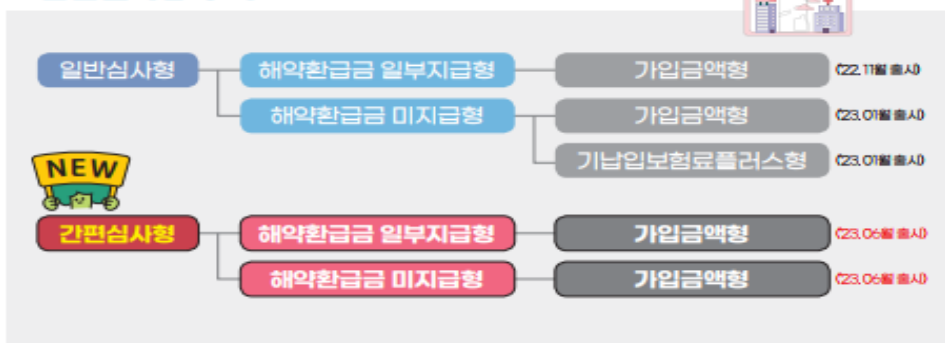 일반심사형 해약환급금 일부지급형 가입금액형 ('22.11월 출시)
해약환급금 미지급형 가입금액형 ('23.01월 출시)
기납입보험료플러스형 ('23.01월 출시)
NEW
간편심사형 해약환급금 일부지급형 가입금액형 ('23.06월 출시)
해약환급금 미지급형 가입금액형 ('23.06월 출시)